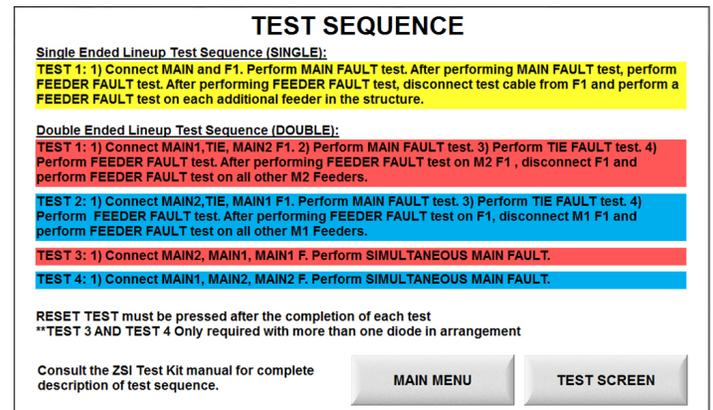 TEST SEQUENCE
Single Ended Lineup Test Sequence (SINGLE):
TEST 1: 1) Connect MAIN and F1. Perform MAIN FAULT test. After performing MAIN FAULT test, perform
FEEDER FAULT test. After performing FEEDER FAULT test, disconnect test cable from F1 and perform a
FEEDER FAULT test on each additional feeder in the structure.
Double Ended Lineup Test Sequence (DOUBLE):
TEST 1: 1) Connect MAIN1,TIE, MAIN2 F1. 2) Perform MAIN FAULT test. 3) Perform TIE FAULT test. 4)
Perform FEEDER FAULT test. After performing FEEDER FAULT test on M2 F1 , disconnect F1 and
perform FEEDER FAULT test on all other M2 Feeders.
TEST 2: 1) Connect MAIN2,TIE, MAIN1 F1. Perform MAIN FAULT test. 3) Perform TIE FAULT test. 4)
Perform  FEEDER FAULT test. After performing FEEDER FAULT test on F1, disconnect M1 F1 and
perform FEEDER FAULT test on all other M1 Feeders.
TEST 3: 1) Connect MAIN2, MAIN1, MAIN1 F. Perform SIMULTANEOUS MAIN FAULT.
TEST 4: 1) Connect MAIN1, MAIN2, MAIN2 F. Perform SIMULTANEOUS MAIN FAULT.
RESET TEST must be pressed after the completion of each test
**TEST 3 AND TEST 4 Only required with more than one diode in arrangement
Consult the ZSI Test Kit manual for complete
description of test sequence.
MAIN MENU
TEST SCREEN